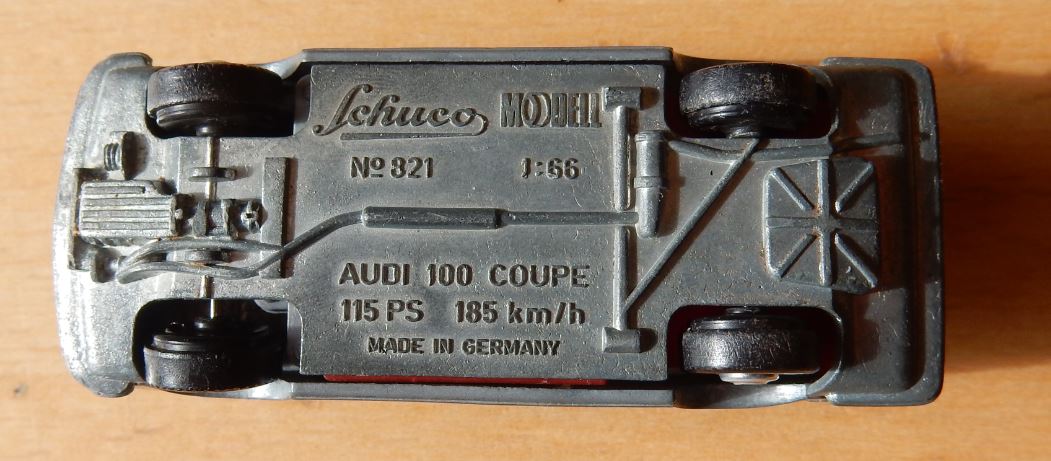 Schuco MODELL
Nº 821 1:66
AUDI 100 COUPE
115 PS 185 km/h
MADE IN GERMANY